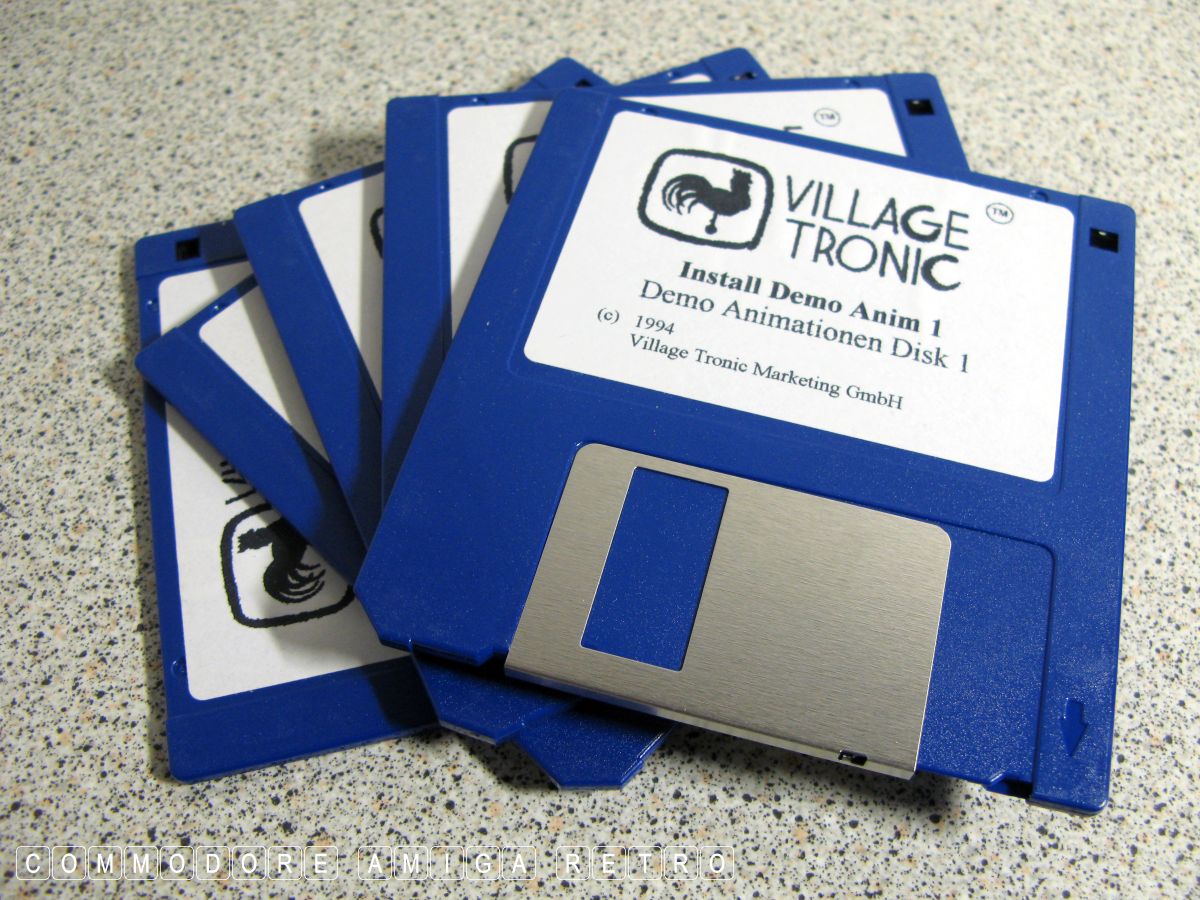 VILLAGE ™
TRONIC
Install Demo Anim 1
Demo Animationen Disk 1
(c) 1994
Village Tronic Marketing GmbH
™
COMMODORE AMIGA RETRO